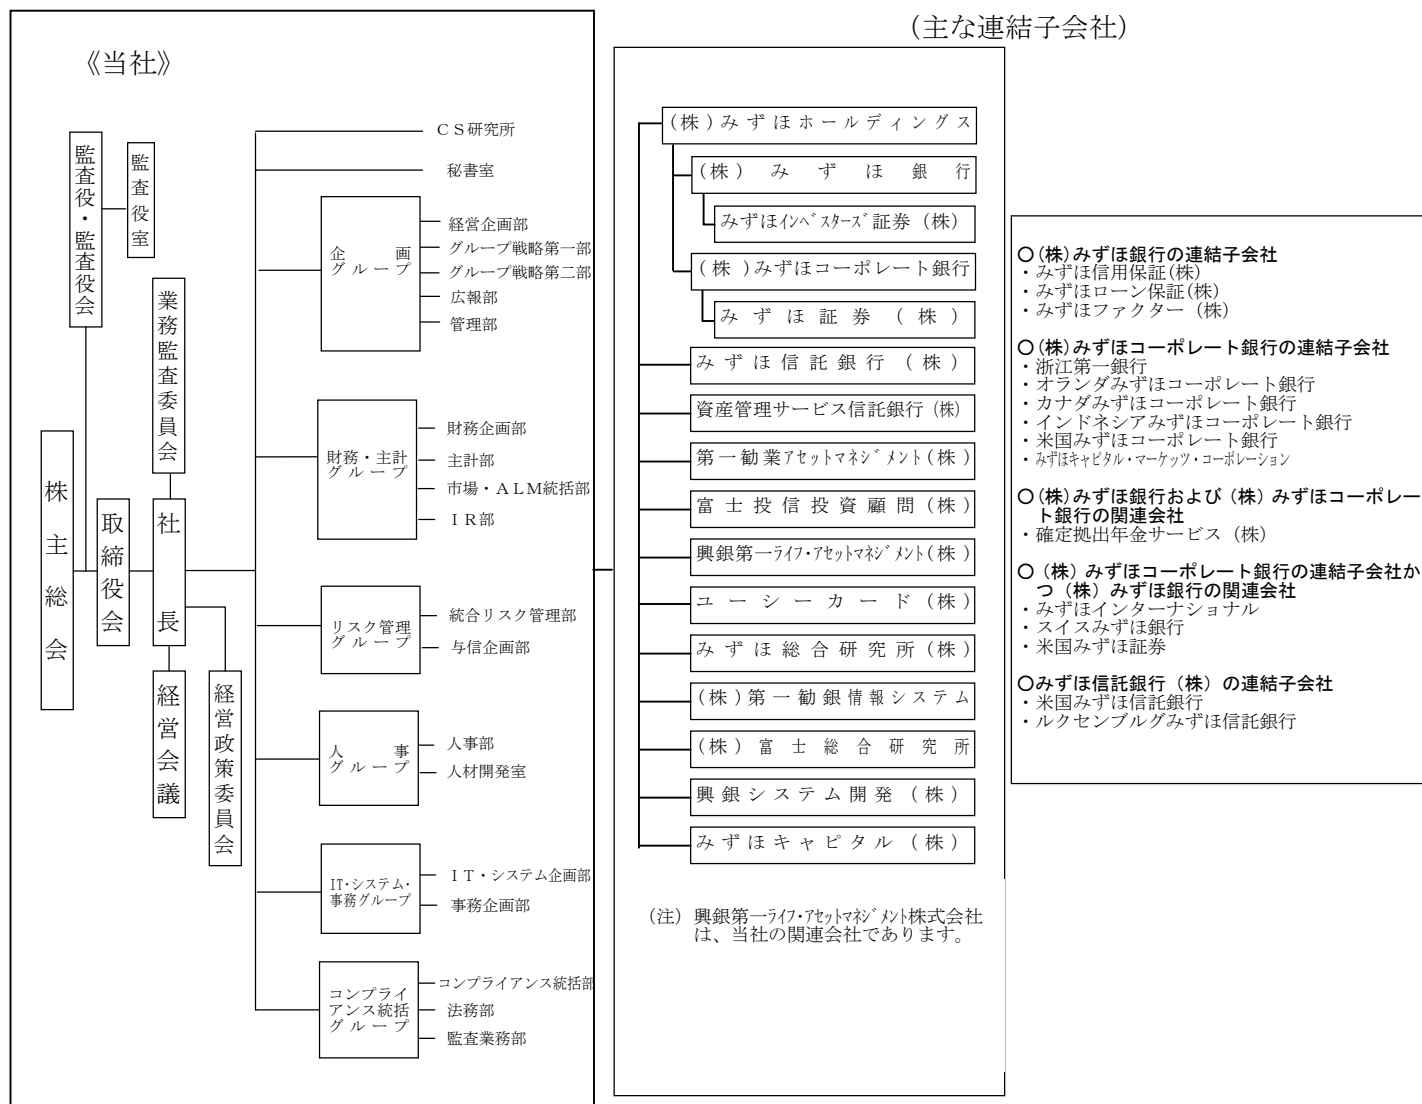 (主な連結子会社)
《当社》
監査役・監査役会
監査役室
業務監査委員会
株主総会
取締役会
社長
経営会議
経営政策委員会
ＣＳ研究所
秘書室
企画
グループ
経営企画部
グループ戦略第一部
グループ戦略第二部
広報部
管理部
財務・主計
グループ
財務企画部
主計部
市場・ＡＬＭ統括部
ＩＲ部
リスク管理
グループ
統合リスク管理部
与信企画部
人事
グループ
人事部
人材開発室
IT・システム・
事務グループ
ＩＴ・システム企画部
事務企画部
コンプライ
アンス統括
グループ
コンプライアンス統括部
法務部
監査業務部
(株)みずほホールディングス
(株)みずほ銀行
みずほｲﾝﾍﾞｽﾀｰｽﾞ証券(株)
(株)みずほコーポレート銀行
みずほ証券(株)
みずほ信託銀行(株)
資産管理サービス信託銀行(株)
第一勧業ｱｾｯﾄﾏﾈｼﾞﾒﾝﾄ(株)
富士投信投資顧問(株)
興銀第一ﾗｲﾌ・ｱｾｯﾄﾏﾈｼﾞﾒﾝﾄ(株)
ユーシーカード(株)
みずほ総合研究所(株)
(株)第一勧銀情報システム
(株)富士総合研究所
興銀システム開発(株)
みずほキャピタル(株)
(注) 興銀第一ﾗｲﾌ・ｱｾｯﾄﾏﾈｼﾞﾒﾝﾄ株式会社
は、当社の関連会社であります。
○(株)みずほ銀行の連結子会社
・みずほ信用保証(株)
・みずほローン保証(株)
・みずほファクター(株)
○(株)みずほコーポレート銀行の連結子会社
・浙江第一銀行
・オランダみずほコーポレート銀行
・カナダみずほコーポレート銀行
・インドネシアみずほコーポレート銀行
・米国みずほコーポレート銀行
・みずほｷｬﾋﾟﾀﾙ・ﾏｰｹｯﾂ・ｺｰﾎﾟﾚｰｼｮﾝ
○(株)みずほ銀行および(株)みずほコーポレー
ト銀行の関連会社
・確定拠出年金サービス(株)
○(株)みずほコーポレート銀行の連結子会社か
つ(株)みずほ銀行の関連会社
・みずほインターナショナル
・スイスみずほ銀行
・米国みずほ証券
○みずほ信託銀行(株)の連結子会社
・米国みずほ信託銀行
・ルクセンブルグみずほ信託銀行